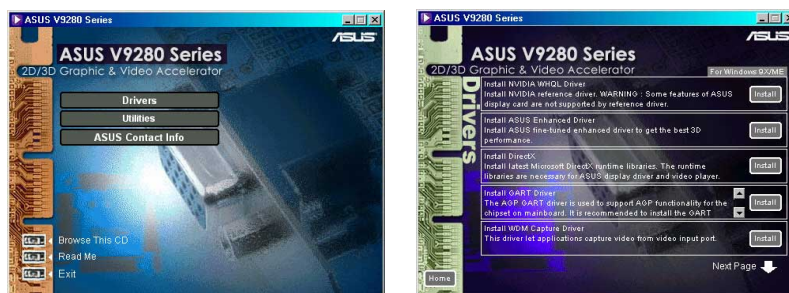 ASUS V9280 Series
ASUS
ASUS V9280 Series
2D/3D Graphic & Video Accelerator
Drivers
Utilities
ASUS Contact Info
Browse This CD
Read Me
Exit
ASUS V9280 Series
ASUS
ASUS V9280 Series
2D/3D Graphic & Video Accelerator
For Windows 9X/ME
Drivers
Install NVIDIA WHQL Driver
Install NVIDIA reference driver. WARNING : Some features of ASUS
display card are not supported by reference driver.
Install
Install ASUS Enhanced Driver
Install ASUS fine-tuned enhanced driver to get the best 3D
performance.
Install
Install DirectX
Install latest Microsoft DirectX runtime libraries. The runtime
libraries are necessary for ASUS display driver and video player.
Install
Install GART Driver
The AGP GART driver is used to support AGP functionality for the
chipset on mainboard. It is recommended to install the GART
Install
Install WDM Capture Driver
This driver let applications capture video from video input port.
Install
Next Page
Home